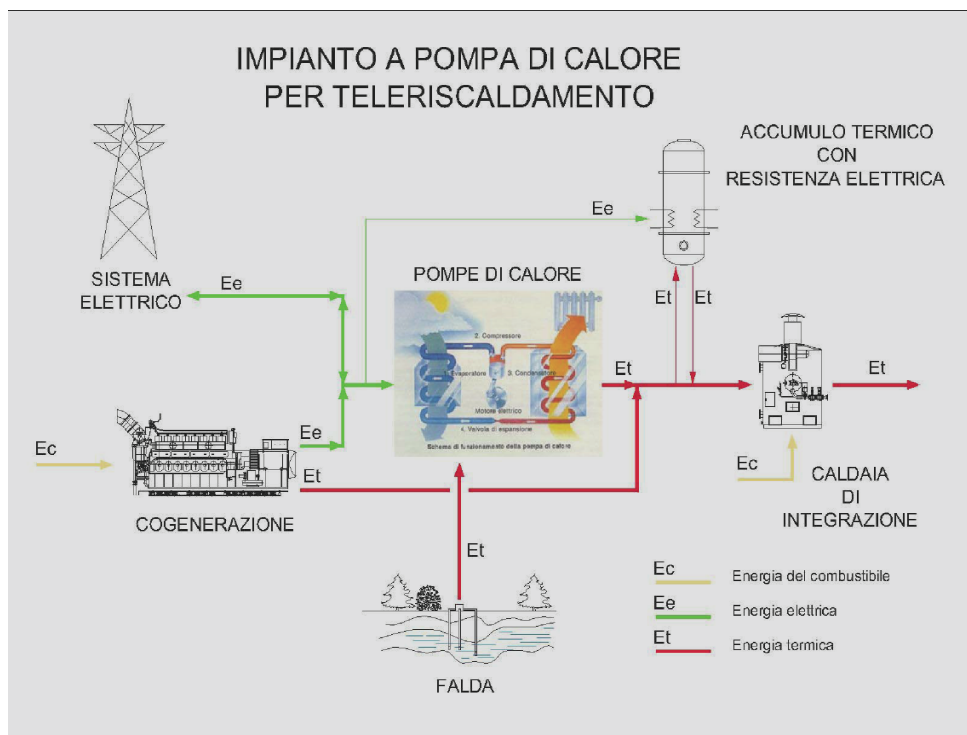 IMPIANTO A POMPA DI CALORE
PER TELERISCALDAMENTO
ACCUMULO TERMICO
CON
RESISTENZA ELETTRICA
Ee
SISTEMA
ELETTRICO
Ee
POMPE DI CALORE
Et
Et
2. Compressore
1. Evaporatore
3. Condensatore
Motore elettrico
4. Valvola di espansione
Schema di funzionamento della pompa di calore
Et
Et
Ee
Ec
Et
COGENERAZIONE
Ec
CALDAIA
DI
INTEGRAZIONE
Et
FALDA
Ec
Energia del combustibile
Ee
Energia elettrica
Et
Energia termica